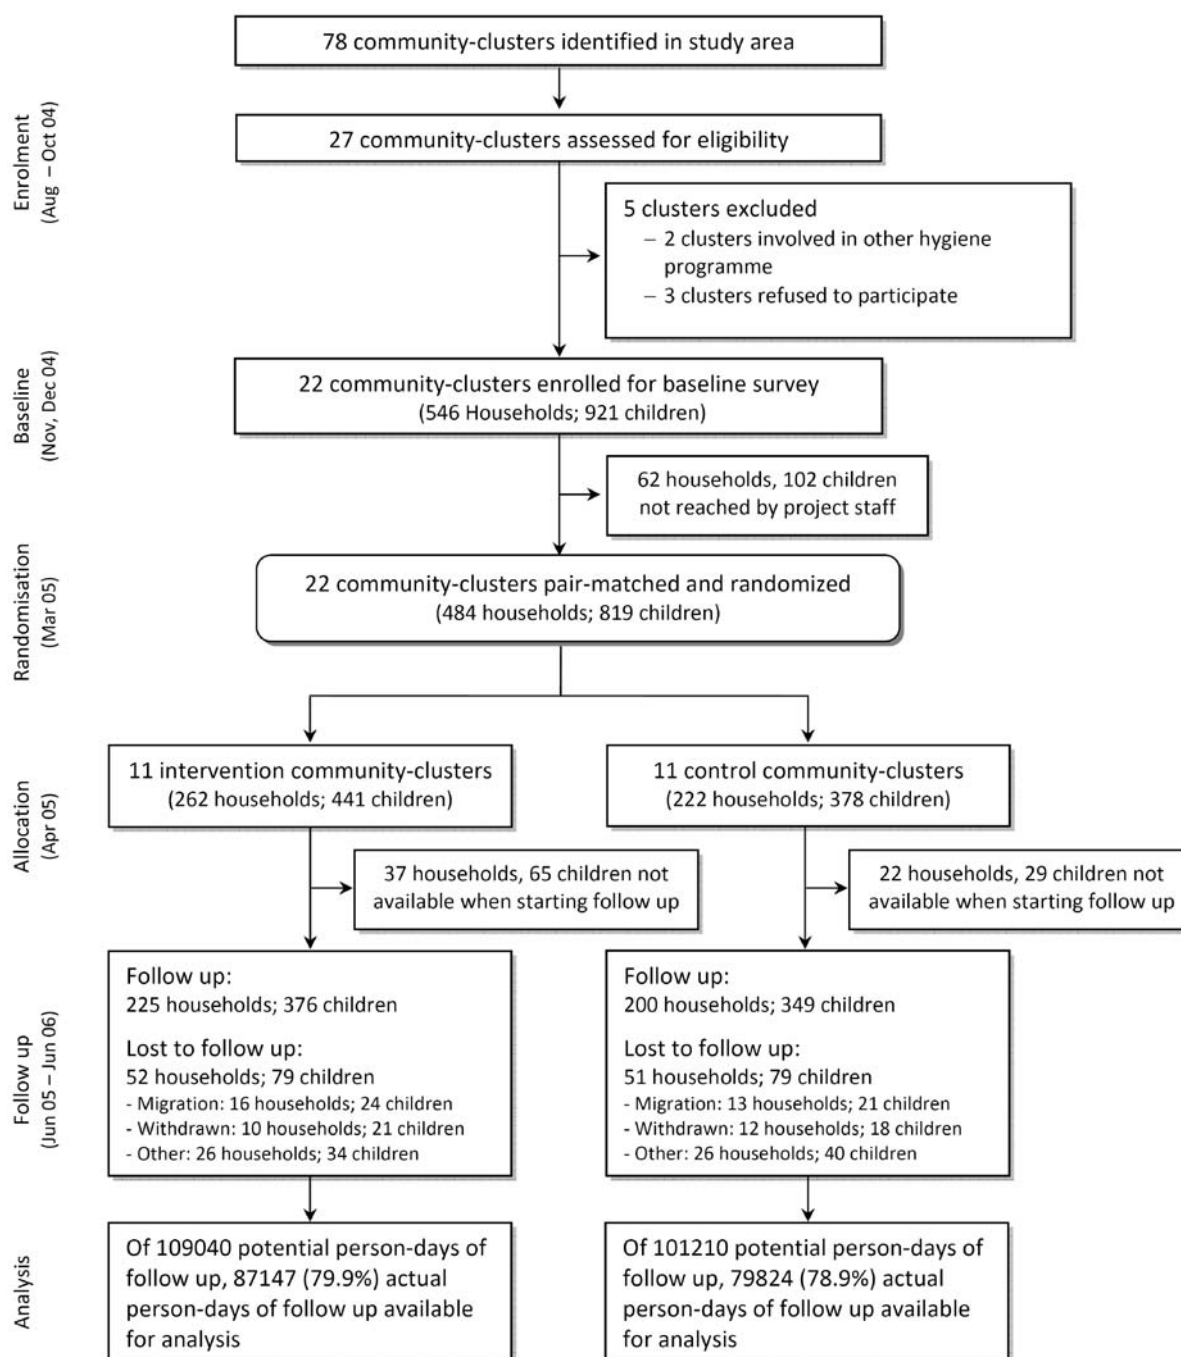 78 community-clusters identified in study area
Enrolment
(Aug – Oct 04)
27 community-clusters assessed for eligibility
5 clusters excluded
– 2 clusters involved in other hygiene
programme
– 3 clusters refused to participate
Baseline
(Nov, Dec 04)
22 community-clusters enrolled for baseline survey
(546 Households; 921 children)
62 households, 102 children
not reached by project staff
Randomisation
(Mar 05)
22 community-clusters pair-matched and randomized
(484 households; 819 children)
Allocation
(Apr 05)
11 intervention community-clusters
(262 households; 441 children)
11 control community-clusters
(222 households; 378 children)
37 households, 65 children not
available when starting follow up
22 households, 29 children not
available when starting follow up
Follow up
(Jun 05 – Jun 06)
Follow up:
225 households; 376 children
Lost to follow up:
52 households; 79 children
- Migration: 16 households; 24 children
- Withdrawn: 10 households; 21 children
- Other: 26 households; 34 children
Follow up:
200 households; 349 children
Lost to follow up:
51 households; 79 children
- Migration: 13 households; 21 children
- Withdrawn: 12 households; 18 children
- Other: 26 households; 40 children
Analysis
Of 109040 potential person-days of
follow up, 87147 (79.9%) actual
person-days of follow up available
for analysis
Of 101210 potential person-days of
follow up, 79824 (78.9%) actual
person-days of follow up available
for analysis